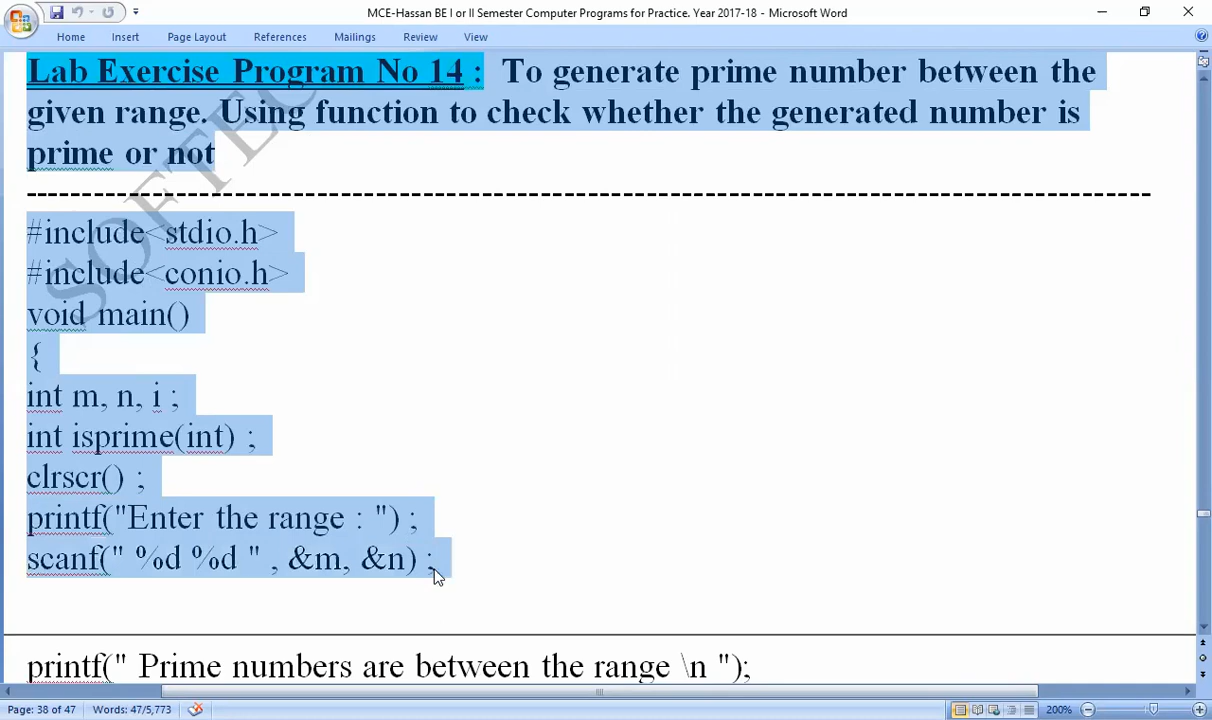 MCE-Hassan BE I or II Semester Computer Programs for Practice. Year 2017-18 - Microsoft Word
Home Insert Page Layout References Mailings Review View
Lab Exercise Program No 14 : To generate prime number between the
given range. Using function to check whether the generated number is
prime or not
--------------------------------------------------------------------------------------------------------
SOFTEC
#include<stdio.h>
#include<conio.h>
void main()
{
int m, n, i ;
int isprime(int) ;
clrscr() ;
printf("Enter the range : ") ;
scanf(" %d %d " , &m, &n) ;
printf(" Prime numbers are between the range \n ");
Page: 38 of 47 Words: 47/5,773 200%